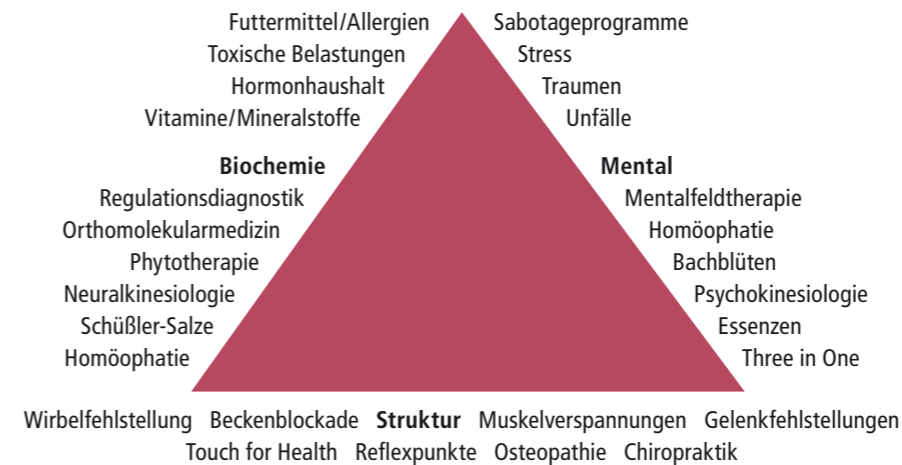 Futtermittel/Allergien Sabotageprogramme
Toxische Belastungen Stress
Hormonhaushalt Traumen
Vitamine/Mineralstoffe Unfälle
Biochemie Mental
Regulationsdiagnostik Mentalfeldtherapie
Orthomolekularmedizin Homöophatie
Phytotherapie Bachblüten
Neuralkinesiologie Psychokinesiologie
Schüßler-Salze Essenzen
Homöophatie Three in One
Wirbelfehlstellung Beckenblockade Struktur Muskelverspannungen Gelenkfehlstellungen
Touch for Health Reflexpunkte Osteopathie Chiropraktik